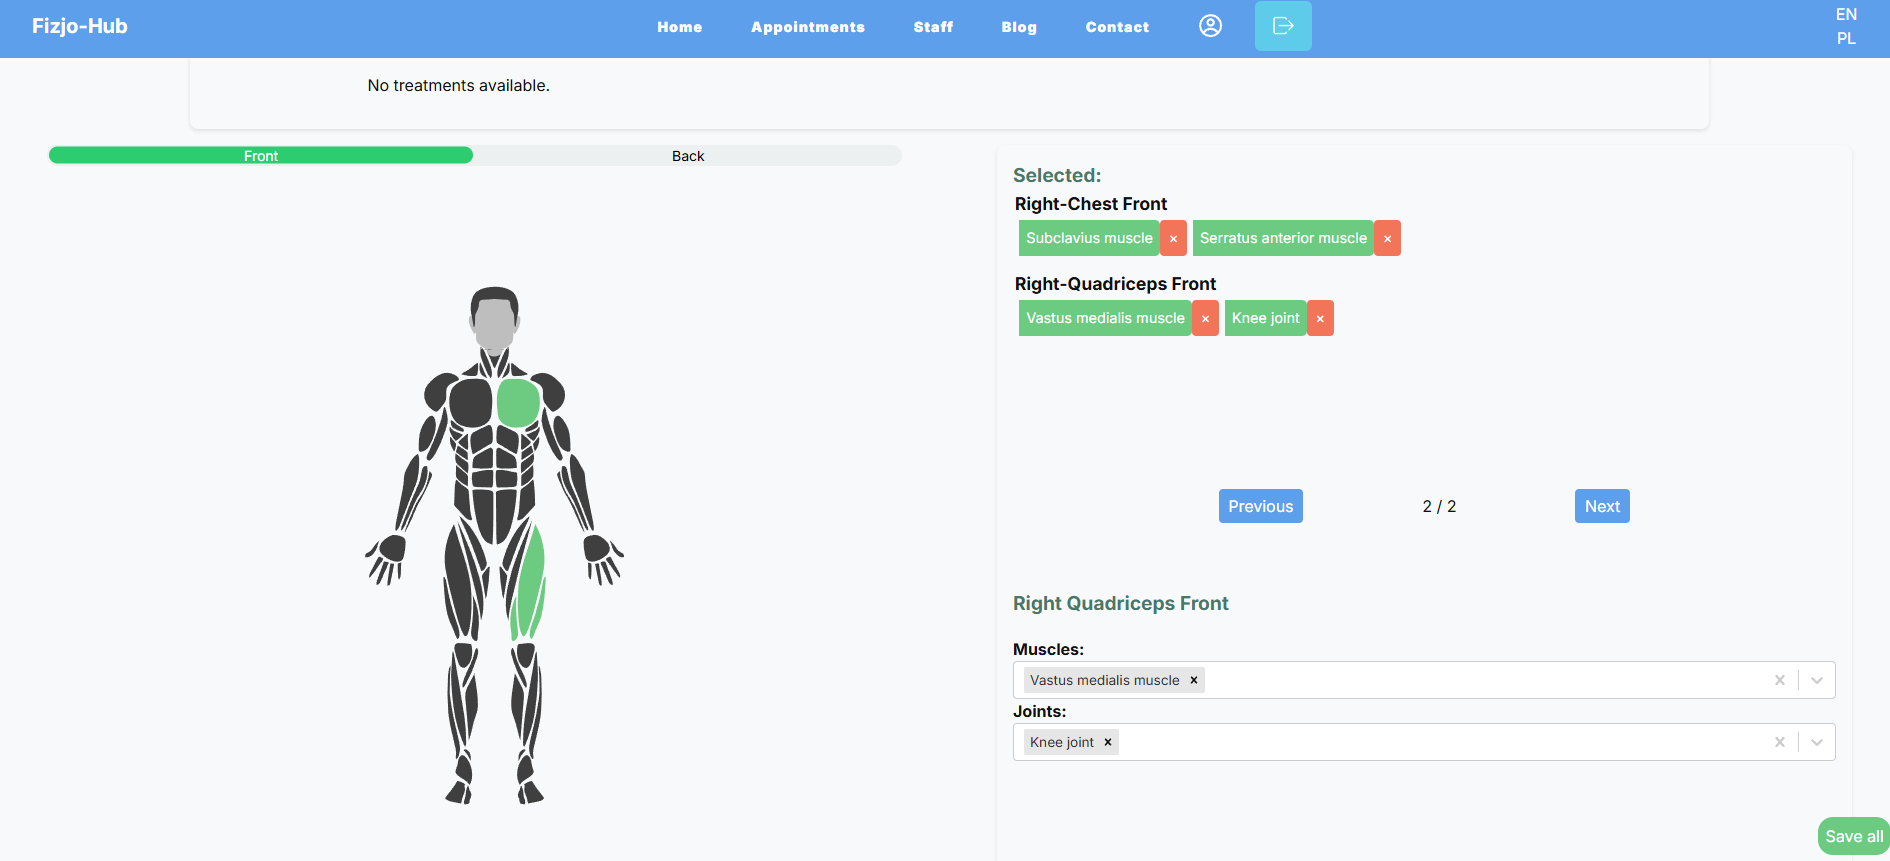 Fizjo-Hub
Home Appointments Staff Blog Contact
EN
PL
No treatments available.
Front Back
Selected:
Right-Chest Front
Subclavius muscle × Serratus anterior muscle ×
Right-Quadriceps Front
Vastus medialis muscle × Knee joint ×
Previous 2 / 2 Next
Right Quadriceps Front
Muscles:
Vastus medialis muscle ×
Joints:
Knee joint ×
Save all